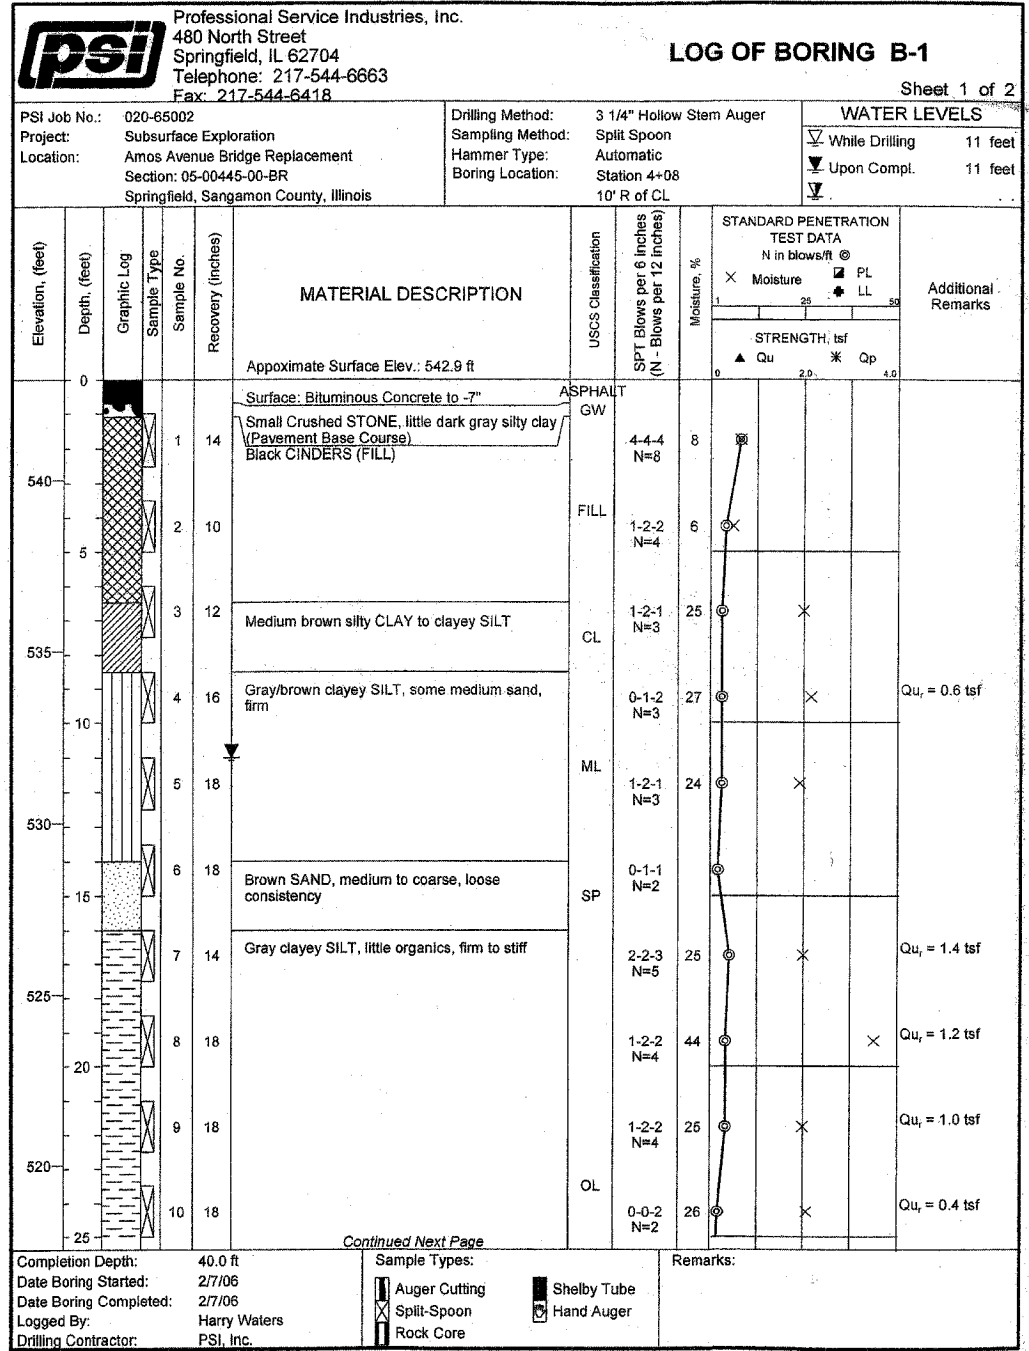 psi
Professional Service Industries, Inc.
480 North Street
Springfield, IL 62704
Telephone: 217-544-6663
Fax: 217-544-6418
LOG OF BORING B-1
Sheet 1 of 2
PSI Job No.: 020-65002
Project: Subsurface Exploration
Location: Amos Avenue Bridge Replacement
Section: 05-00445-00-BR
Springfield, Sangamon County, Illinois
Drilling Method: 3 1/4" Hollow Stem Auger
Sampling Method: Split Spoon
Hammer Type: Automatic
Boring Location: Station 4+08
10' R of CL
WATER LEVELS
While Drilling 11 feet
Upon Compl. 11 feet
Elevation, (feet)
Depth, (feet)
Graphic Log
Sample Type
Sample No.
Recovery (inches)
MATERIAL DESCRIPTION
Appoximate Surface Elev.: 542.9 ft
USCS Classification
SPT Blows per 6 inches
(N - Blows per 12 inches)
Moisture, %
STANDARD PENETRATION
TEST DATA
N in blows/ft
Moisture
PL
LL
1 25 50
STRENGTH, tsf
Qu Qp
0 2.0 4.0
Additional
Remarks
0
Surface: Bituminous Concrete to -7"
ASPHALT
GW
Small Crushed STONE, little dark gray silty clay
(Pavement Base Course)
1 14 4-4-4 8
N=8
Black CINDERS (FILL)
540
FILL
2 10 1-2-2 6
N=4
5
3 12 1-2-1 25
N=3
Medium brown silty CLAY to clayey SILT
CL
535
4 16 0-1-2 27
N=3
Gray/brown clayey SILT, some medium sand,
firm
Qur = 0.6 tsf
10
ML
5 18 1-2-1 24
N=3
530
6 18 0-1-1
N=2
Brown SAND, medium to coarse, loose
consistency
15
SP
Gray clayey SILT, little organics, firm to stiff
7 14 2-2-3 25
N=5
Qur = 1.4 tsf
525
8 18 1-2-2 44
N=4
Qur = 1.2 tsf
20
9 18 1-2-2 25
N=4
Qur = 1.0 tsf
520
OL
10 18 0-0-2 26
N=2
Qur = 0.4 tsf
25
Continued Next Page
Completion Depth: 40.0 ft
Date Boring Started: 2/7/06
Date Boring Completed: 2/7/06
Logged By: Harry Waters
Drilling Contractor: PSI, Inc.
Sample Types:
Auger Cutting
Split-Spoon
Rock Core
Shelby Tube
Hand Auger
Remarks: